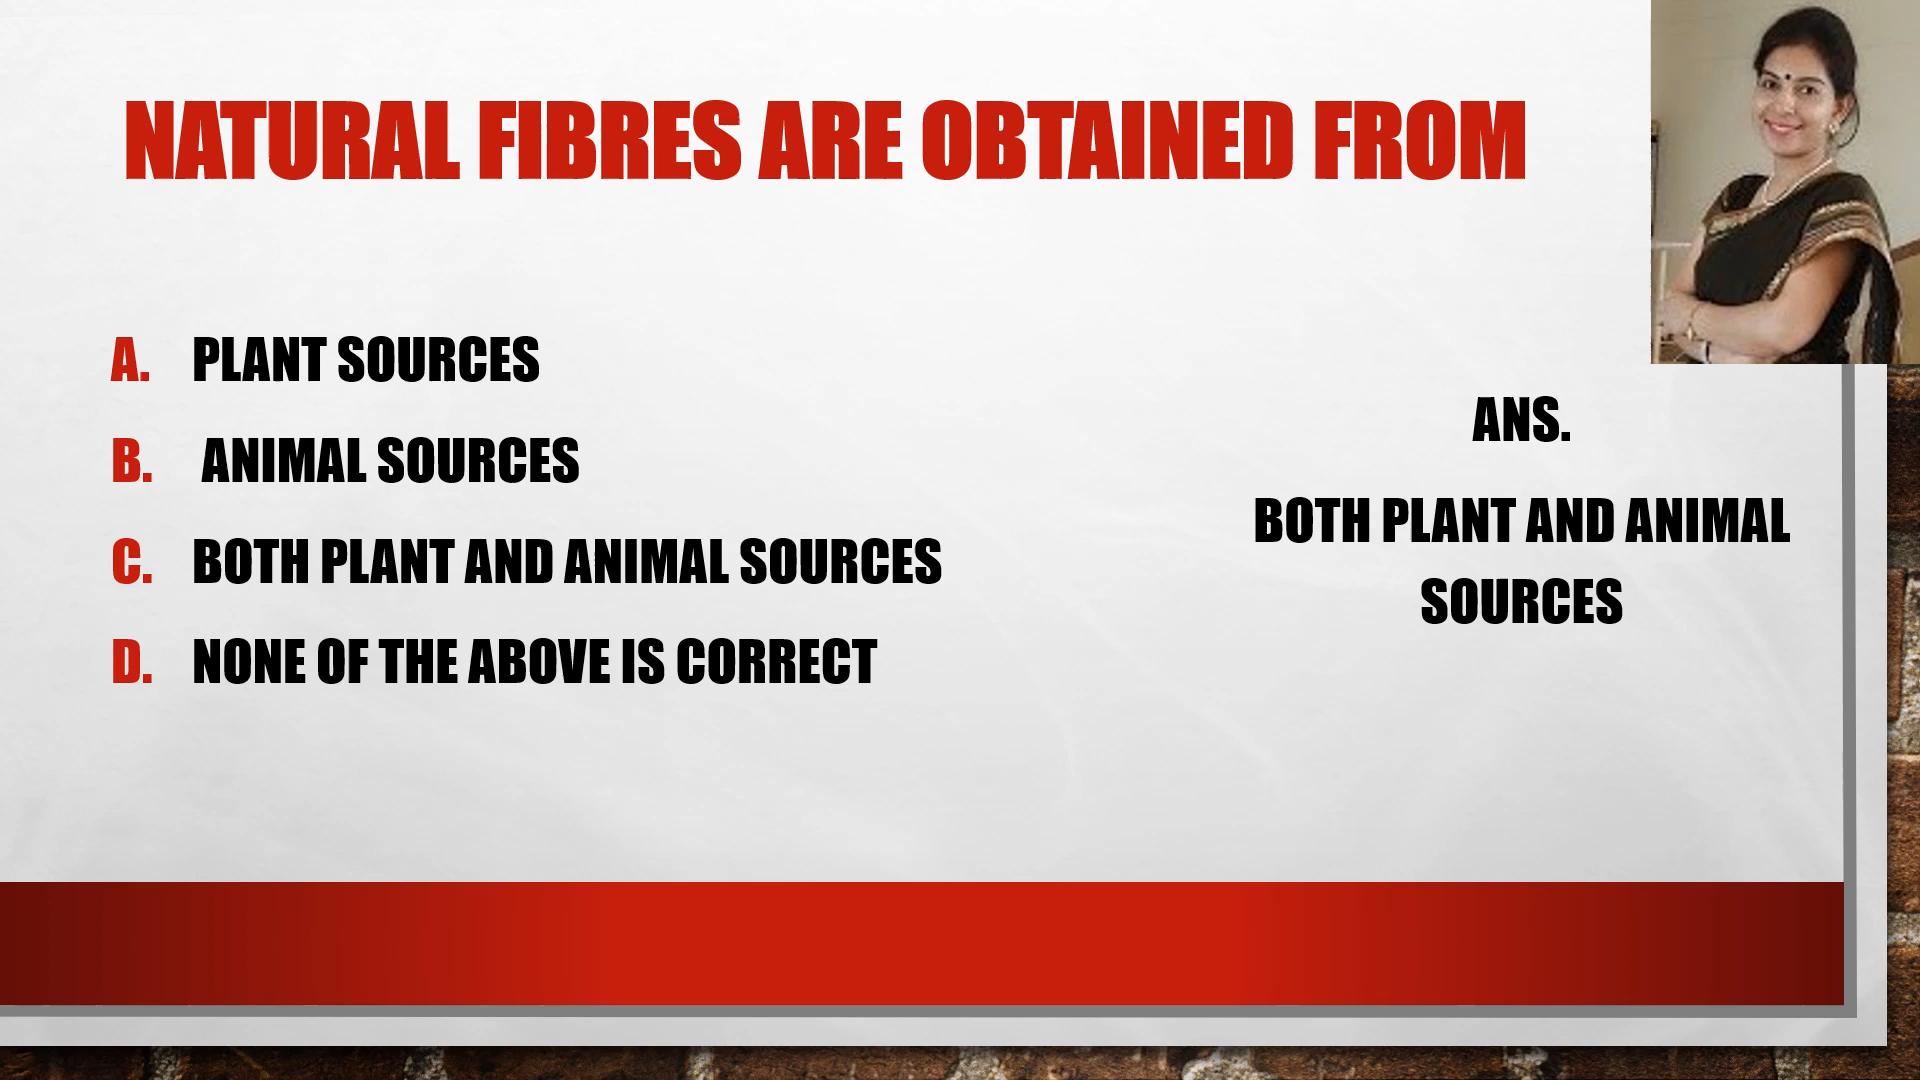 NATURAL FIBRES ARE OBTAINED FROM
A. PLANT SOURCES
B. ANIMAL SOURCES
C. BOTH PLANT AND ANIMAL SOURCES
D. NONE OF THE ABOVE IS CORRECT
ANS.
BOTH PLANT AND ANIMAL
SOURCES